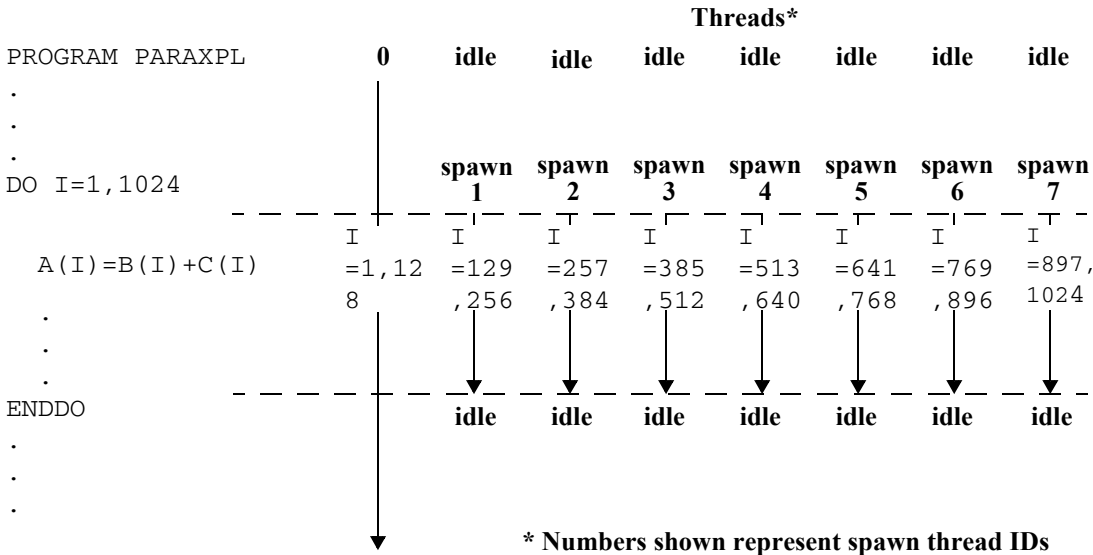 Threads*
PROGRAM PARAXPL 0 idle idle idle idle idle idle idle
.
.
.
spawn spawn spawn spawn spawn spawn spawn
DO I=1,1024 1 2 3 4 5 6 7
I I I I I I I I
A(I)=B(I)+C(I) =1,12 =129 =257 =385 =513 =641 =769 =897,
8 ,256 ,384 ,512 ,640 ,768 ,896 1024
.
.
.
ENDDO idle idle idle idle idle idle idle
.
.
.
* Numbers shown represent spawn thread IDs